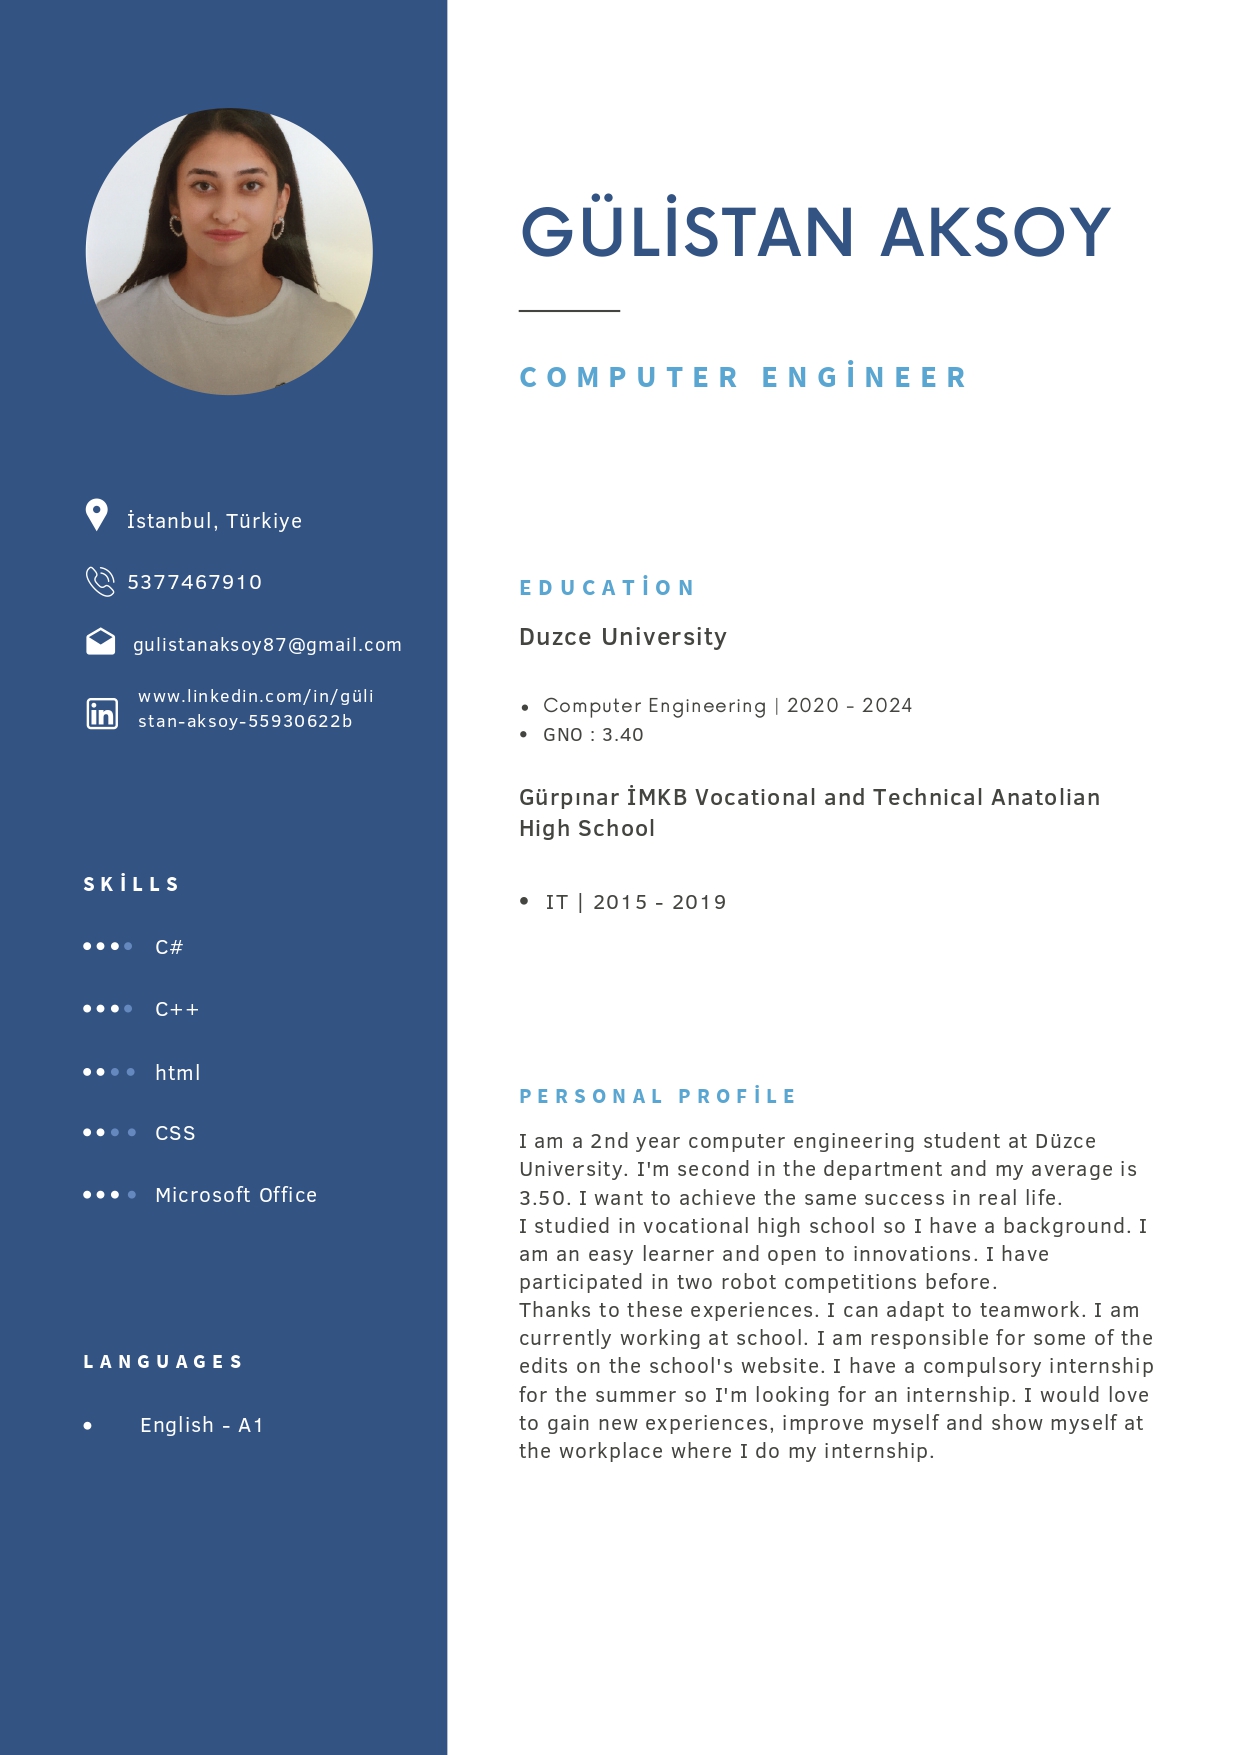 GÜLİSTAN AKSOY
COMPUTER ENGİNEER
İstanbul, Türkiye
5377467910
gulistanaksoy87@gmail.com
www.linkedin.com/in/güli
stan-aksoy-55930622b
SKİLLS
C#
C++
html
CSS
Microsoft Office
LANGUAGES
• English - A1
EDUCATİON
Duzce University
• Computer Engineering | 2020 - 2024
• GNO : 3.40
Gürpınar İMKB Vocational and Technical Anatolian
High School
• IT | 2015 - 2019
PERSONAL PROFİLE
I am a 2nd year computer engineering student at Düzce
University. I'm second in the department and my average is
3.50. I want to achieve the same success in real life.
I studied in vocational high school so I have a background. I
am an easy learner and open to innovations. I have
participated in two robot competitions before.
Thanks to these experiences. I can adapt to teamwork. I am
currently working at school. I am responsible for some of the
edits on the school's website. I have a compulsory internship
for the summer so I'm looking for an internship. I would love
to gain new experiences, improve myself and show myself at
the workplace where I do my internship.